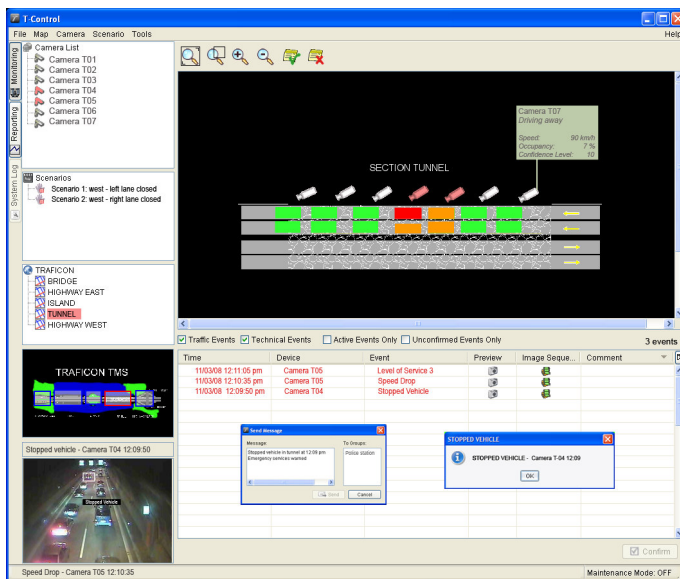 T-Control
File Map Camera Scenario Tools Help
Monitoring
Reporting
System Log
Camera List
Camera T01
Camera T02
Camera T03
Camera T04
Camera T05
Camera T06
Camera T07
Scenarios
Scenario 1: west - left lane closed
Scenario 2: west - right lane closed
TRAFICON
BRIDGE
HIGHWAY EAST
ISLAND
TUNNEL
HIGHWAY WEST
TRAFICON TMS
Stopped vehicle - Camera T04 12:09:50
Stopped Vehicle
Camera T07
Driving away
Speed: 90 km/h
Occupancy: 7 %
Confidence Level: 10
SECTION TUNNEL
Traffic Events Technical Events Active Events Only Unconfirmed Events Only 3 events
Time Device Event Preview Image Seque... Comment
11/03/08 12:11:05 pm Camera T05 Level of Service 3
11/03/08 12:10:35 pm Camera T05 Speed Drop
11/03/08 12:09:50 pm Camera T04 Stopped Vehicle
Send Message
Message: To Groups:
Stopped vehicle in tunnel at 12:09 pm Police station
Emergency services warned
Send Cancel
STOPPED VEHICLE
STOPPED VEHICLE - Camera T-04 12:09
OK
Confirm
Speed Drop - Camera T05 12:10:35 Maintenance Mode: OFF